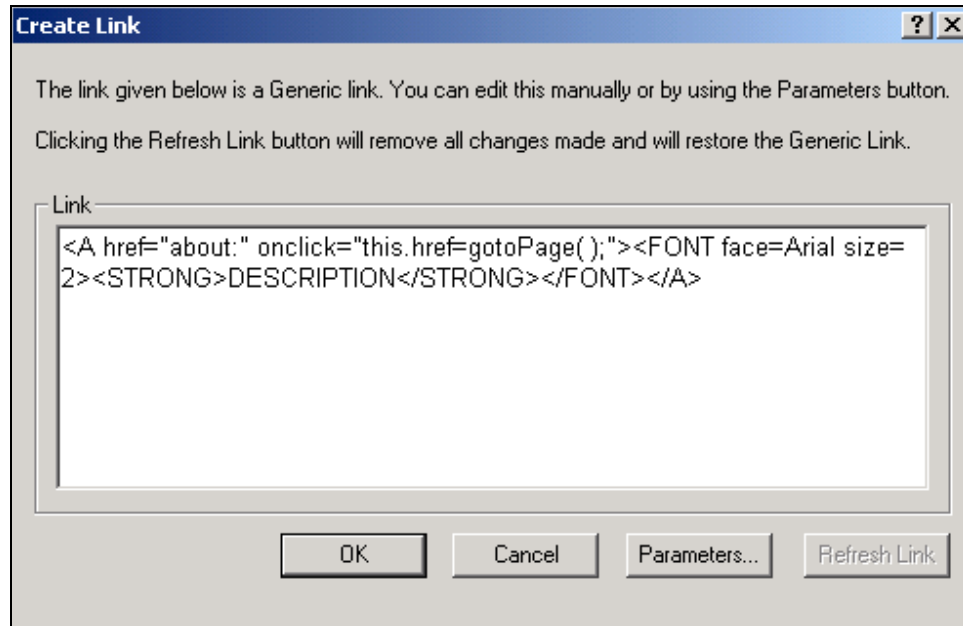 Create Link
The link given below is a Generic link. You can edit this manually or by using the Parameters button.
Clicking the Refresh Link button will remove all changes made and will restore the Generic Link.
Link
<A href="about:" onclick="this.href=gotoPage( );"><FONT face=Arial size=
2><STRONG>DESCRIPTION</STRONG></FONT></A>
OK Cancel Parameters... Refresh Link